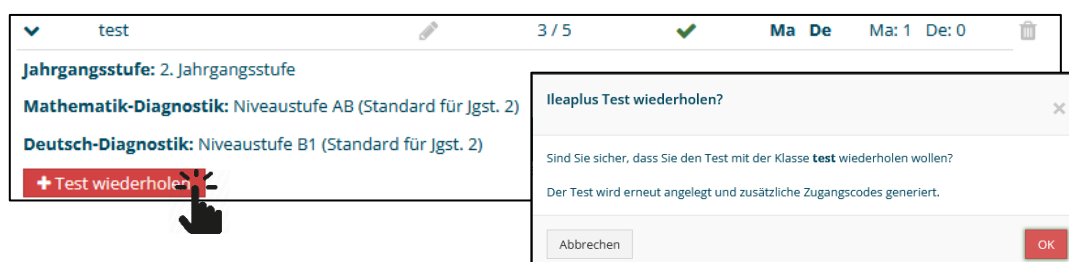 test 3 / 5 Ma De Ma: 1 De: 0
Jahrgangsstufe: 2. Jahrgangsstufe
Mathematik-Diagnostik: Niveaustufe AB (Standard für Jgst. 2)
Deutsch-Diagnostik: Niveaustufe B1 (Standard für Jgst. 2)
+ Test wiederholen
Ileaplus Test wiederholen?
Sind Sie sicher, dass Sie den Test mit der Klasse test wiederholen wollen?
Der Test wird erneut angelegt und zusätzliche Zugangscodes generiert.
Abbrechen OK